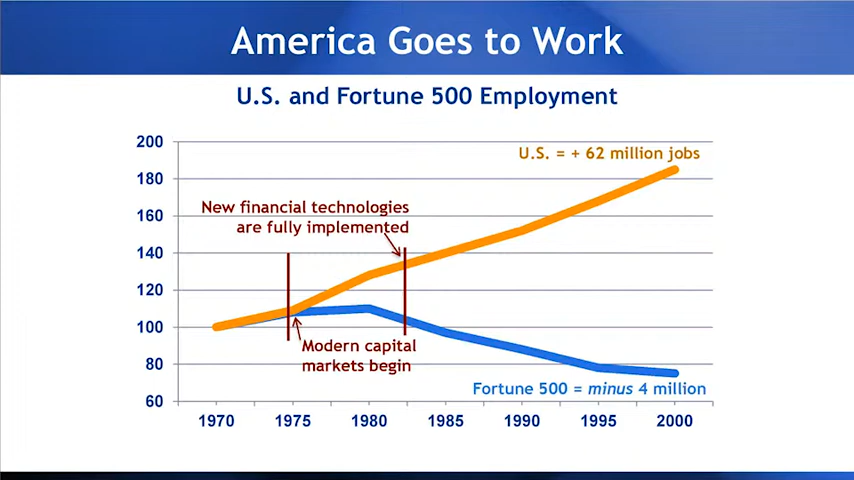 America Goes to Work
U.S. and Fortune 500 Employment
200
180
160
140
120
100
80
60
U.S. = + 62 million jobs
New financial technologies
are fully implemented
Modern capital
markets begin
Fortune 500 = minus 4 million
1970 1975 1980 1985 1990 1995 2000